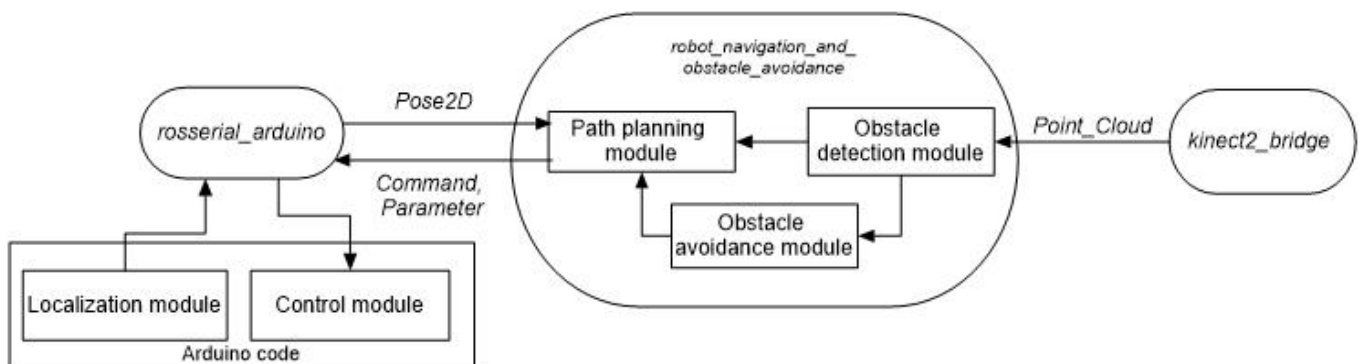 robot_navigation_and_
obstacle_avoidance
Pose2D
rosserial_arduino
Path planning
module
Obstacle
detection module
Point_Cloud
kinect2_bridge
Command,
Parameter
Obstacle
avoidance module
Localization module
Control module
Arduino code